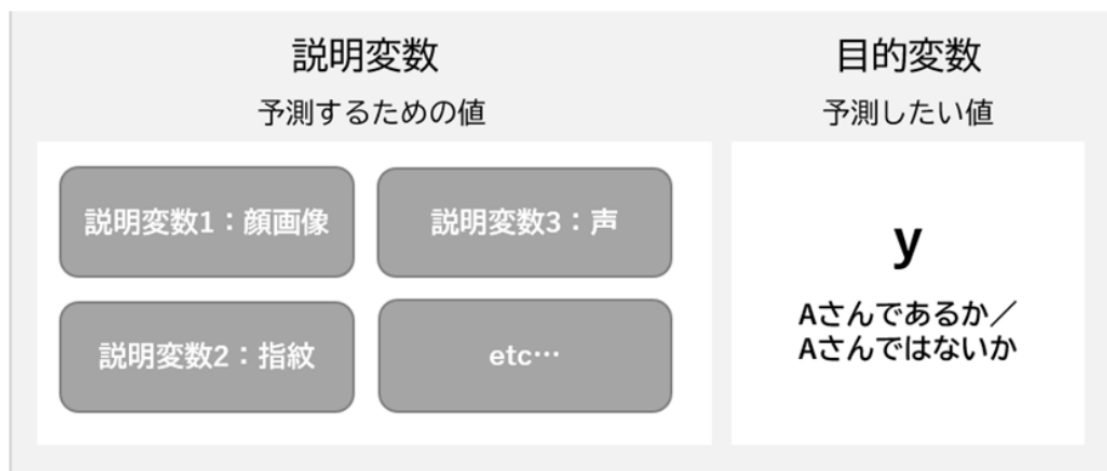 説明変数
予測するための値
説明変数1：顔画像
説明変数3：声
説明変数2：指紋
etc…
目的変数
予測したい値
y
Aさんであるか／
Aさんではないか